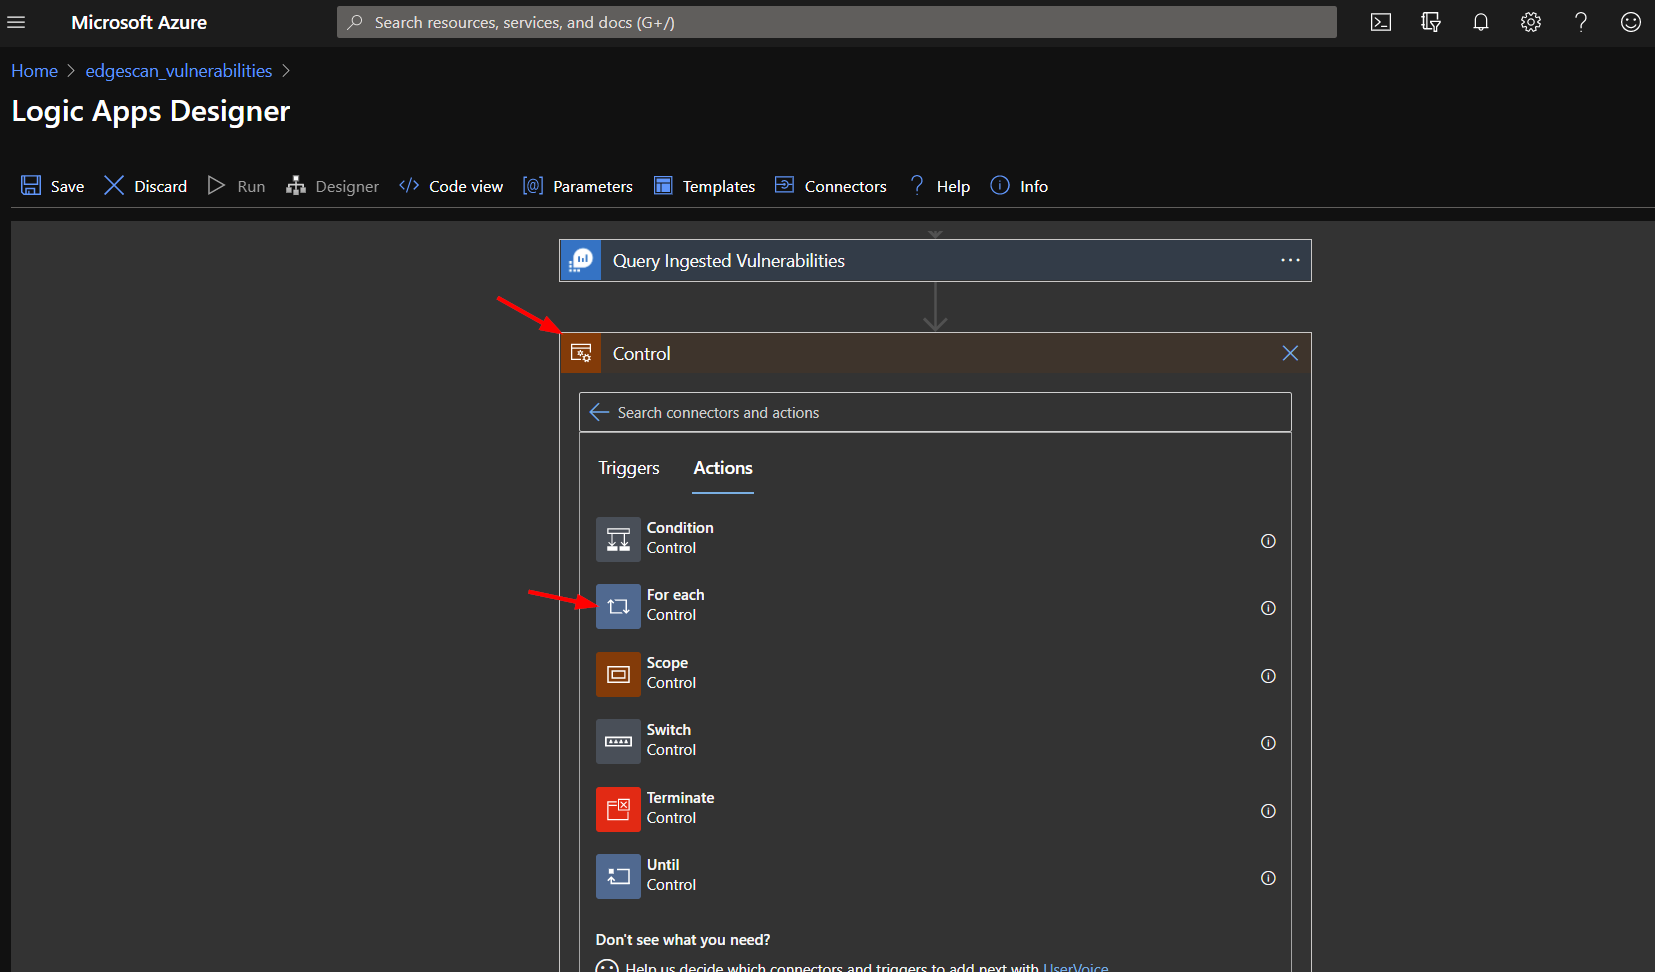 Microsoft Azure
Search resources, services, and docs (G+/)
Home > edgescan_vulnerabilities >
Logic Apps Designer
Save Discard Run Designer Code view Parameters Templates Connectors Help Info
Query Ingested Vulnerabilities
Control
Search connectors and actions
Triggers Actions
Condition
Control
For each
Control
Scope
Control
Switch
Control
Terminate
Control
Until
Control
Don't see what you need?
Help us decide which connectors and triggers to add next with UserVoice